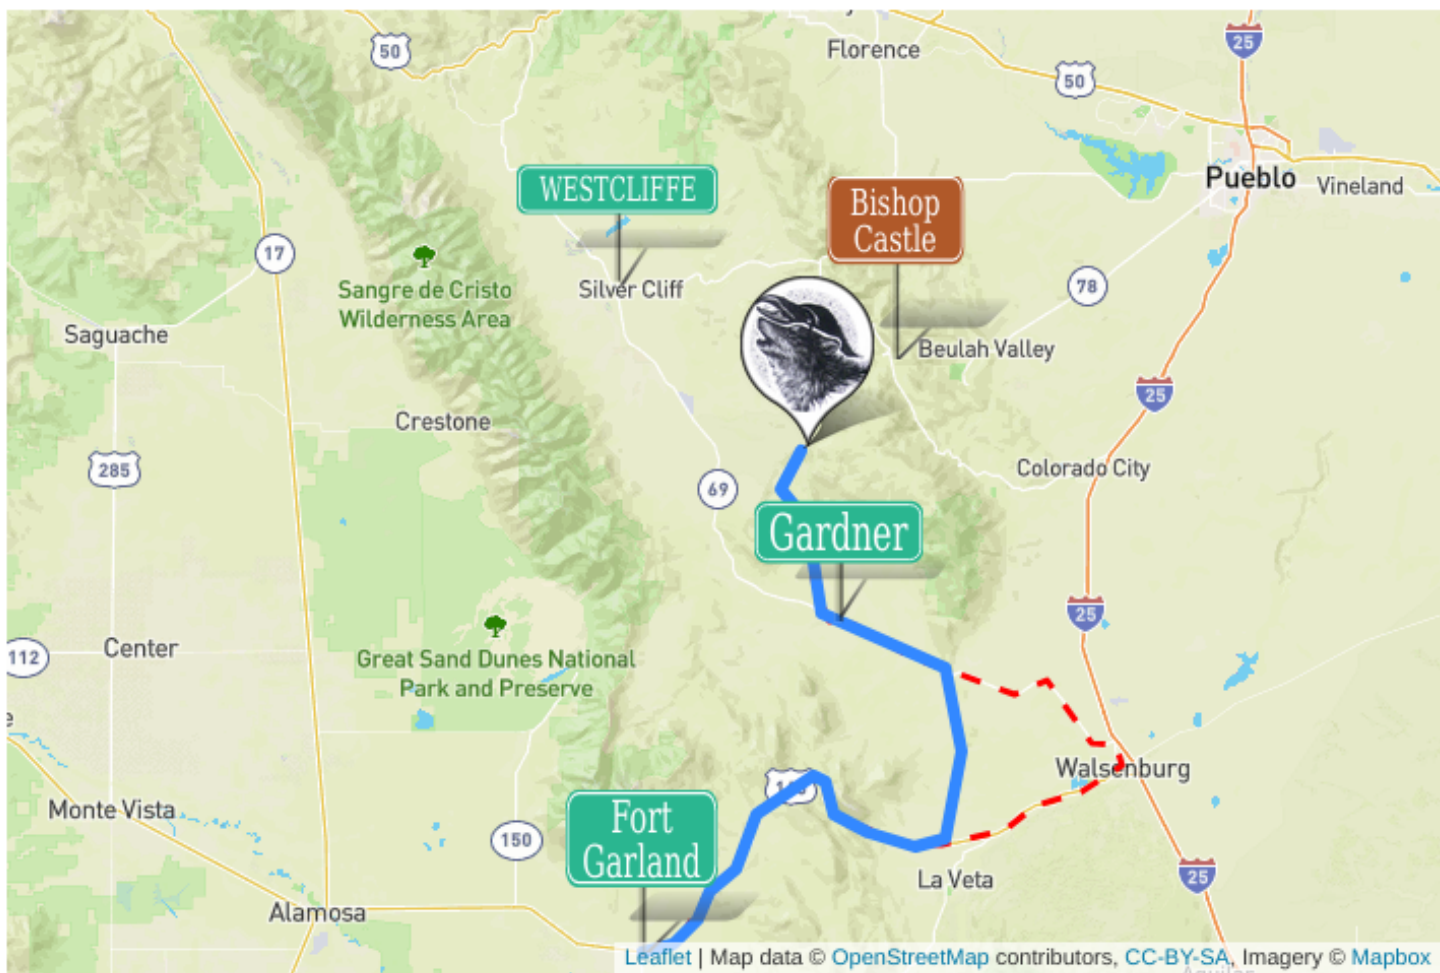 Florence
50
25
50
Pueblo
Vineland
WESTCLIFFE
Bishop
Castle
17
Sangre de Cristo
Wilderness Area
Silver Cliff
78
Saguache
Beulah Valley
25
Crestone
285
69
Colorado City
Gardner
25
Center
112
Great Sand Dunes National
Park and Preserve
Walsenburg
Monte Vista
Fort
Garland
150
La Veta
25
Alamosa
Leaflet | Map data © OpenStreetMap contributors, CC-BY-SA, Imagery © Mapbox